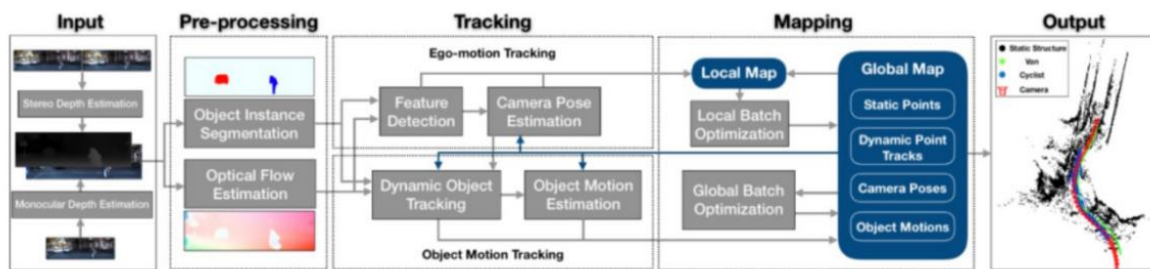 Input
Pre-processing
Tracking
Mapping
Output
Stereo Depth Estimation
Monocular Depth Estimation
Object Instance
Segmentation
Optical Flow
Estimation
Ego-motion Tracking
Feature
Detection
Camera Pose
Estimation
Dynamic Object
Tracking
Object Motion
Estimation
Object Motion Tracking
Local Map
Local Batch
Optimization
Global Batch
Optimization
Global Map
Static Points
Dynamic Point
Tracks
Camera Poses
Object Motions
Static Structure
Van
Cyclist
Camera